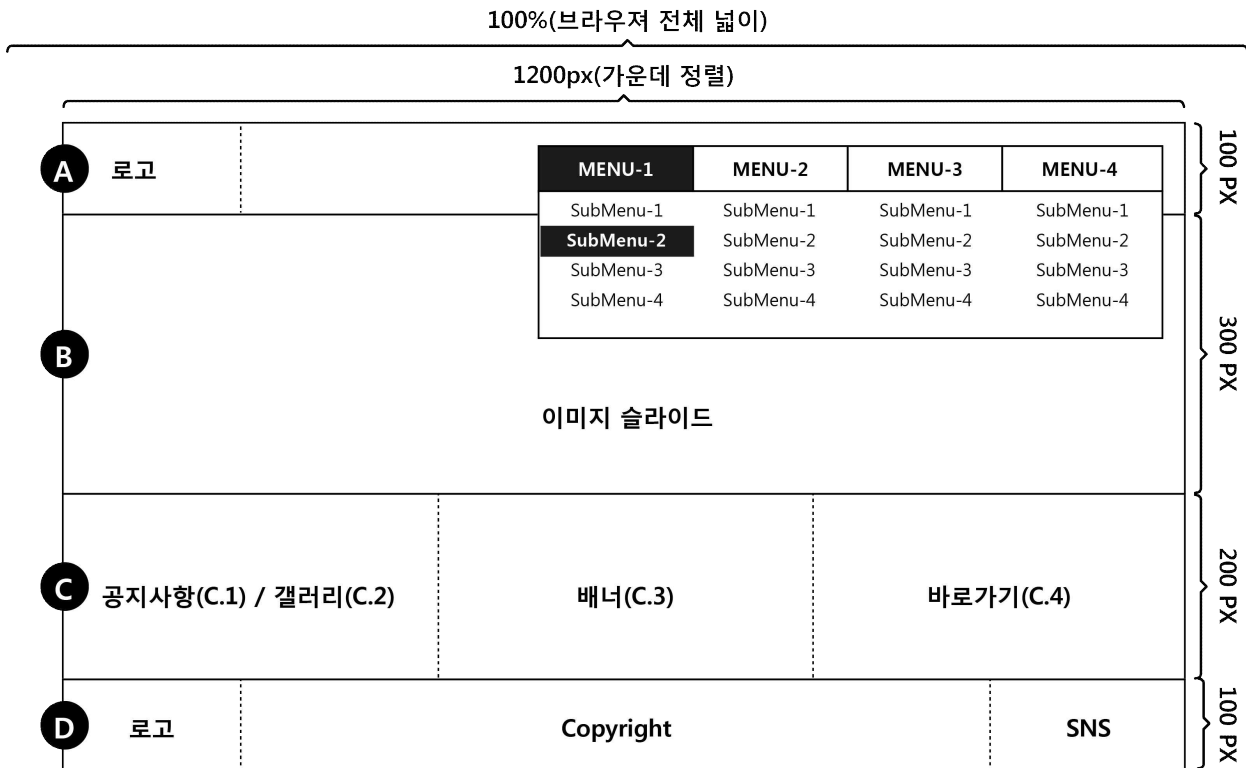 100%(브라우져 전체 넓이)
1200px(가운데 정렬)
A 로고
MENU-1 MENU-2 MENU-3 MENU-4
SubMenu-1 SubMenu-1 SubMenu-1 SubMenu-1
SubMenu-2 SubMenu-2 SubMenu-2 SubMenu-2
SubMenu-3 SubMenu-3 SubMenu-3 SubMenu-3
SubMenu-4 SubMenu-4 SubMenu-4 SubMenu-4
100 PX
B
이미지 슬라이드
300 PX
C 공지사항(C.1) / 갤러리(C.2) 배너(C.3) 바로가기(C.4)
200 PX
D 로고 Copyright SNS
100 PX